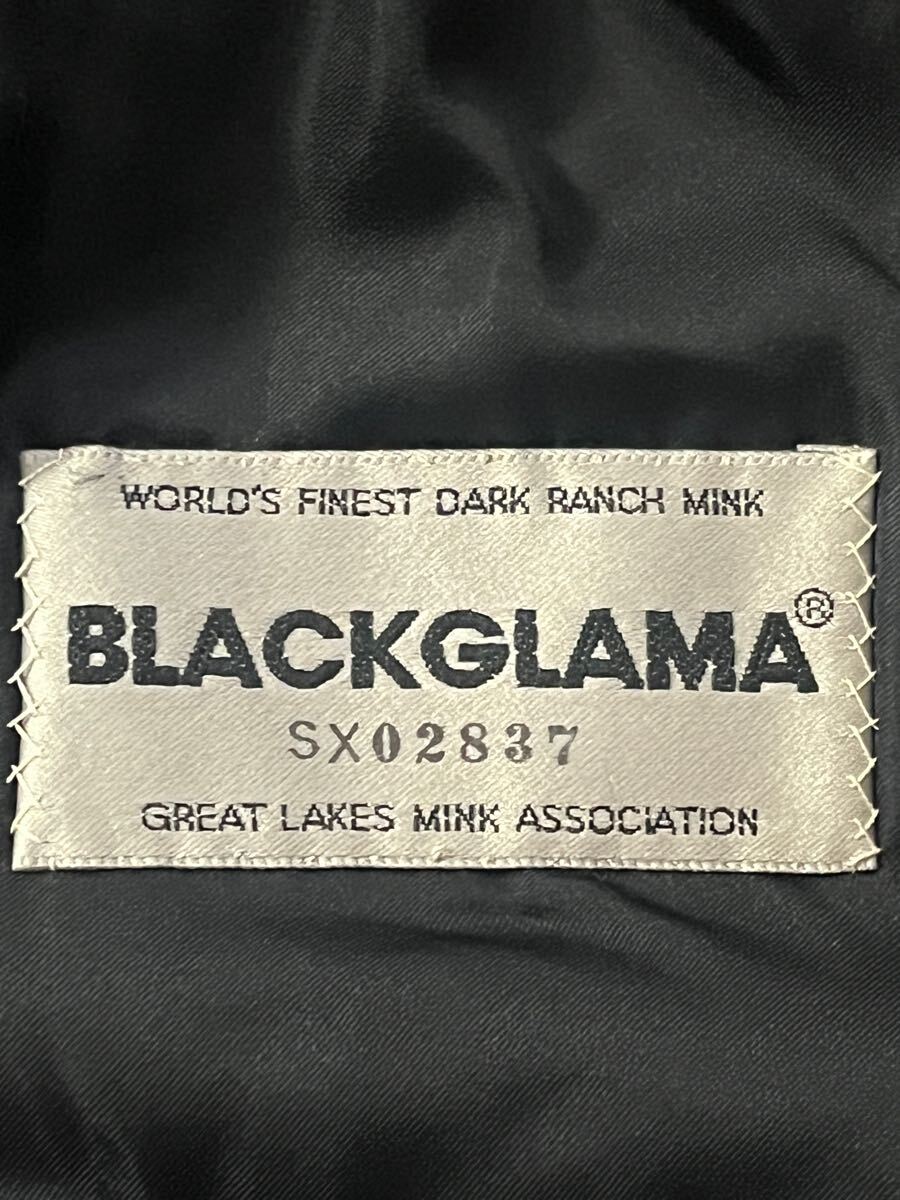 WORLD'S FINEST DARK RANCH MINK
BLACKGLAMA®
SX02837
GREAT LAKES MINK ASSOCIATION